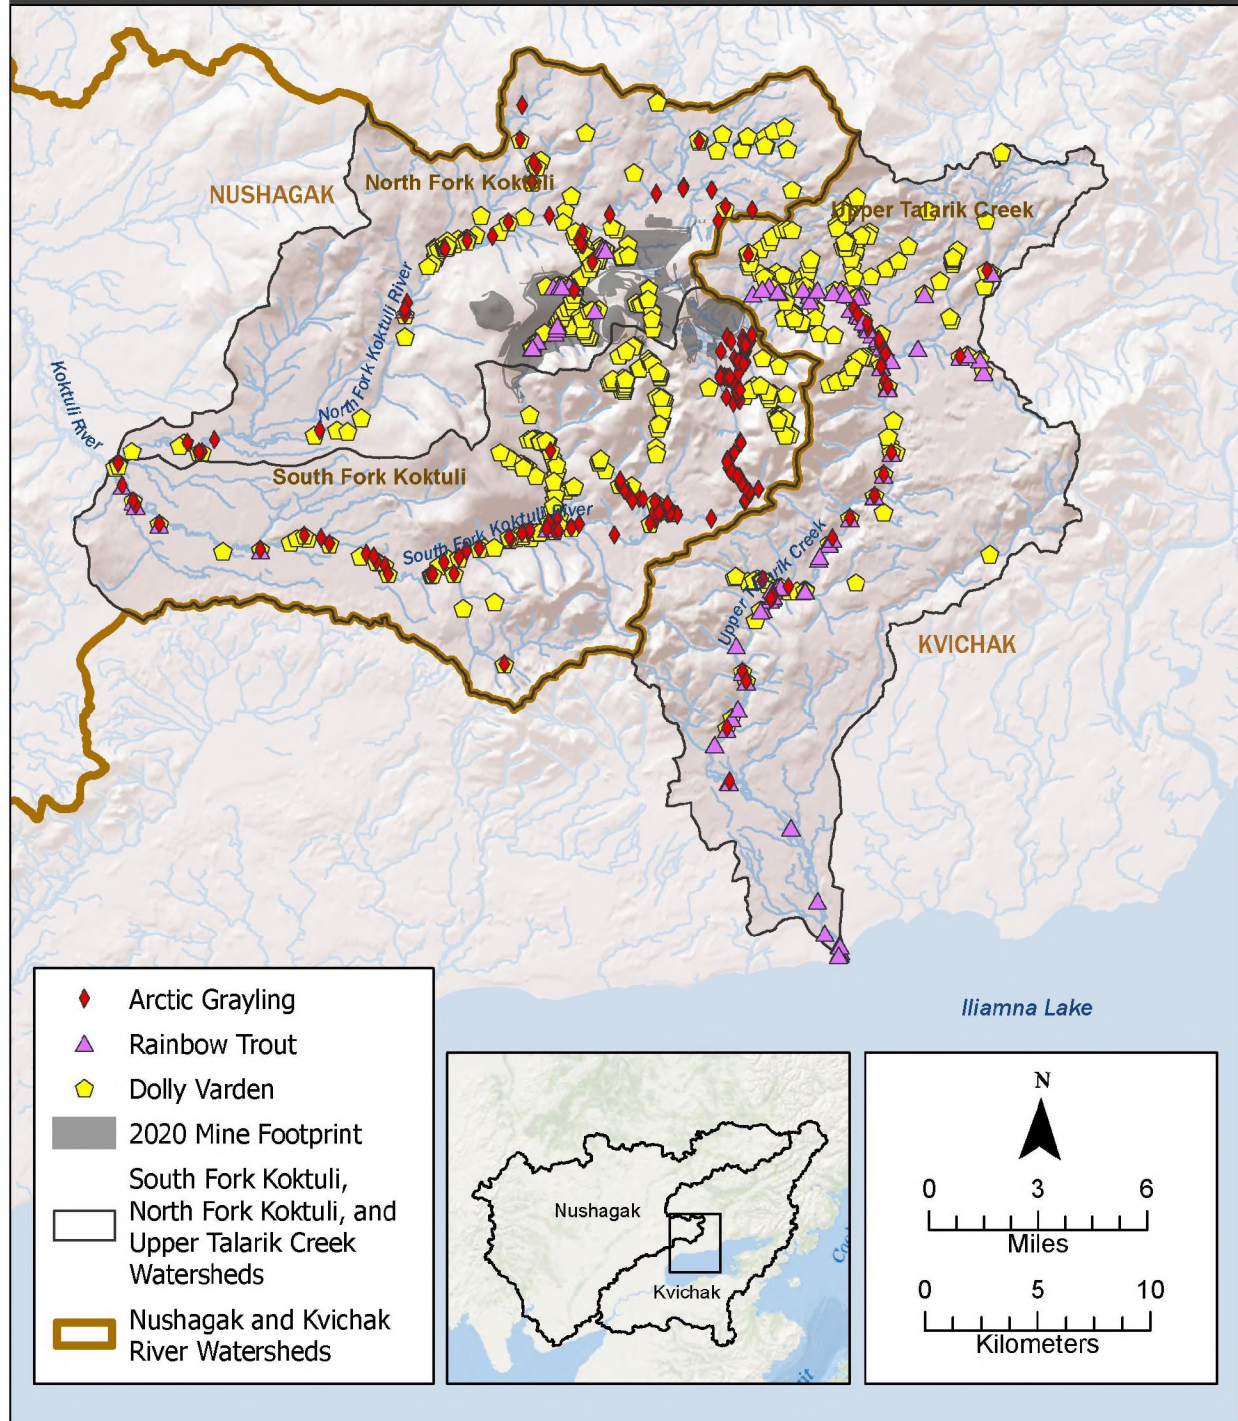 NUSHAGAK
North Fork Koktuli
Upper Talarik Creek
North Fork Koktuli River
Koktuli River
South Fork Koktuli
South Fork Koktuli River
Upper Talarik Creek
KVICHAK
Iliamna Lake
Arctic Grayling
Rainbow Trout
Dolly Varden
2020 Mine Footprint
South Fork Koktuli,
North Fork Koktuli, and
Upper Talarik Creek
Watersheds
Nushagak and Kvichak
River Watersheds
Nushagak
Kvichak
N
0 3 6
Miles
0 5 10
Kilometers